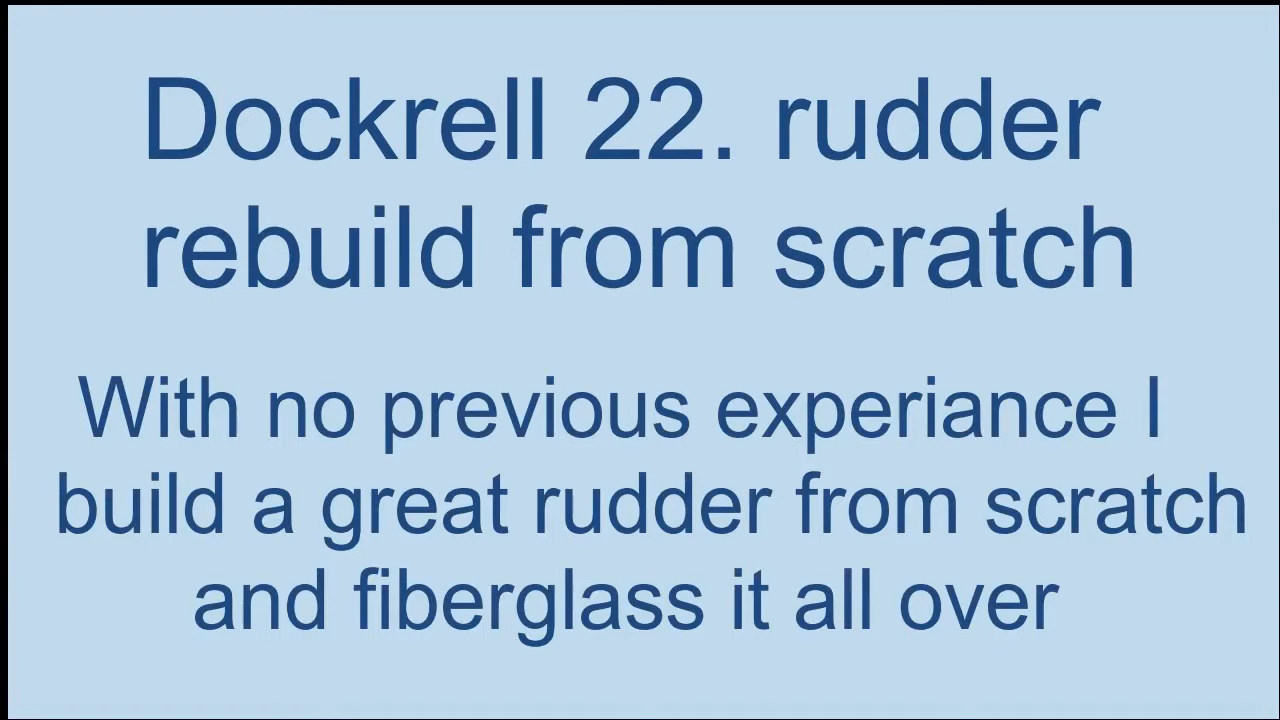 Dockrell 22. rudder
rebuild from scratch
With no previous experiance I
build a great rudder from scratch
and fiberglass it all over